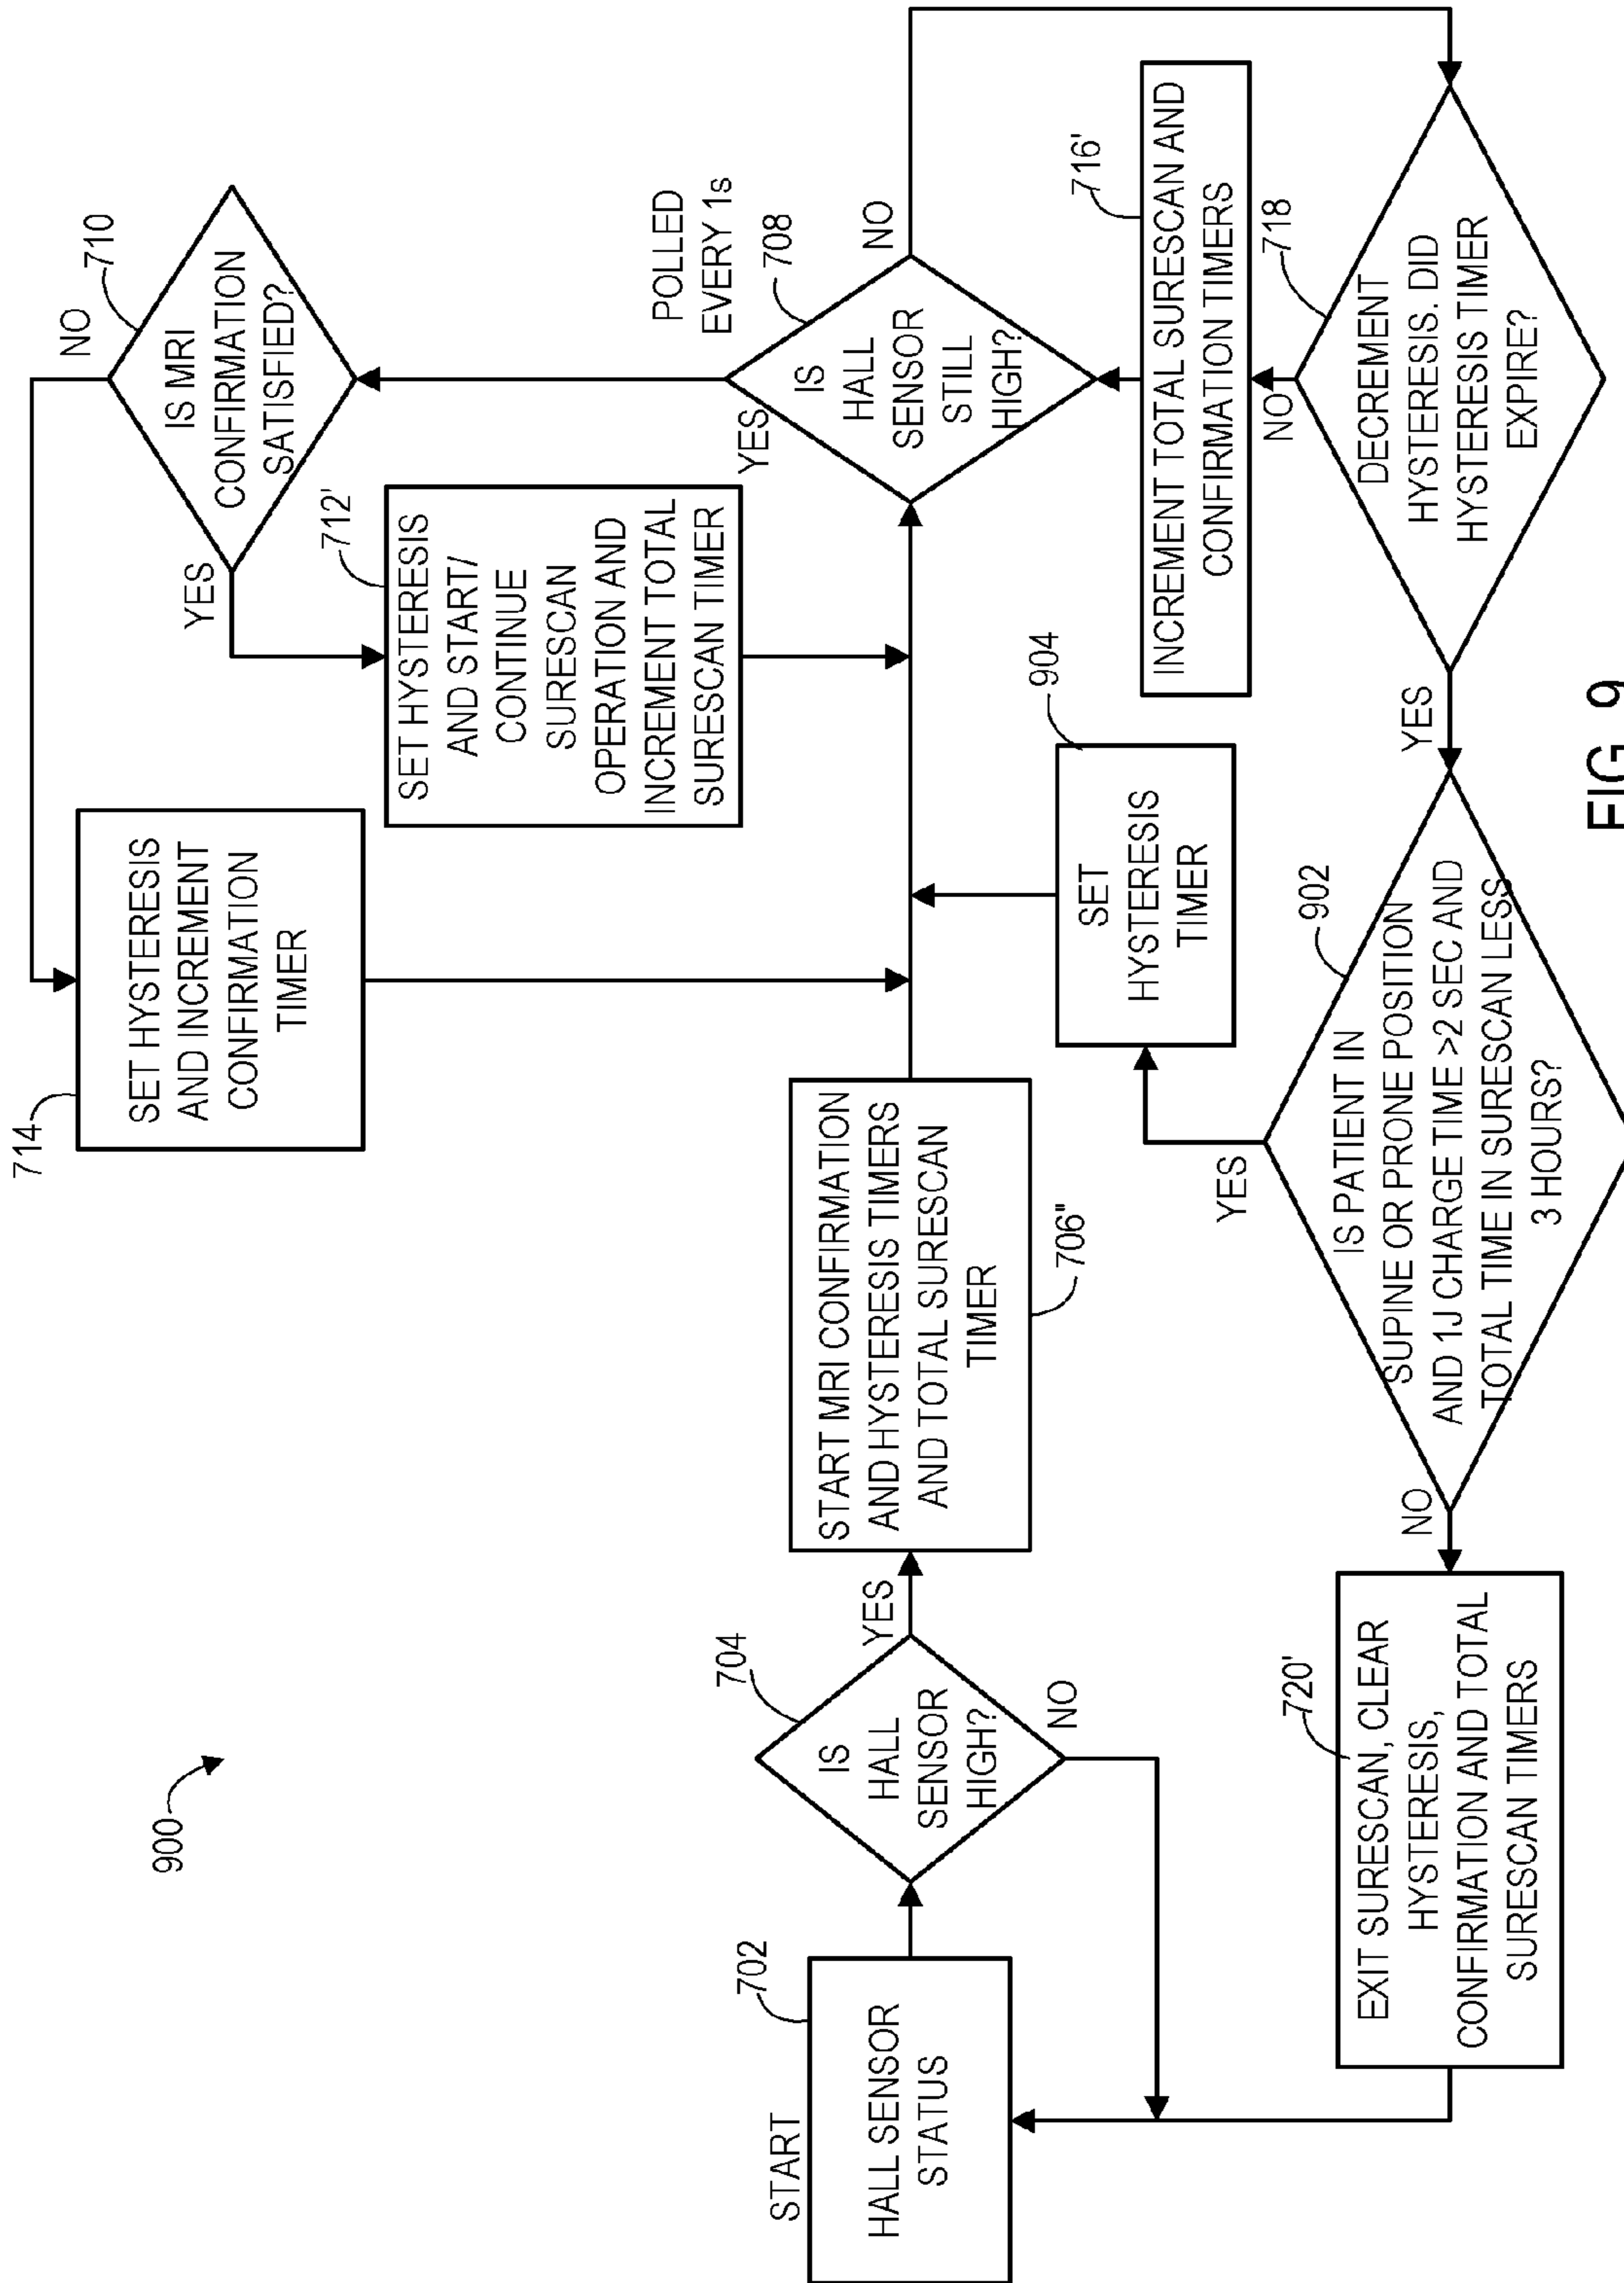 900
START
HALL SENSOR
STATUS
702
IS
HALL
SENSOR
HIGH?
704
YES
NO
START MRI CONFIRMATION
AND HYSTERESIS TIMERS
AND TOTAL SURESCAN
TIMER
706"
714
SET HYSTERESIS
AND INCREMENT
CONFIRMATION
TIMER
YES
NO
IS MRI
CONFIRMATION
SATISFIED?
710
712'
SET HYSTERESIS
AND START/
CONTINUE
SURESCAN
OPERATION AND
INCREMENT TOTAL
SURESCAN TIMER
POLLED
EVERY 1s
YES
IS
HALL
SENSOR
STILL
HIGH?
708
NO
SET
HYSTERESIS
TIMER
904
INCREMENT TOTAL SURESCAN AND
CONFIRMATION TIMERS
716'
NO
718
DECREMENT
HYSTERESIS. DID
HYSTERESIS TIMER
EXPIRE?
YES
YES
902
IS PATIENT IN
SUPINE OR PRONE POSITION
AND 1J CHARGE TIME >2 SEC AND
TOTAL TIME IN SURESCAN LESS
3 HOURS?
NO
720'
EXIT SURESCAN, CLEAR
HYSTERESIS,
CONFIRMATION AND TOTAL
SURESCAN TIMERS
FIG. 9